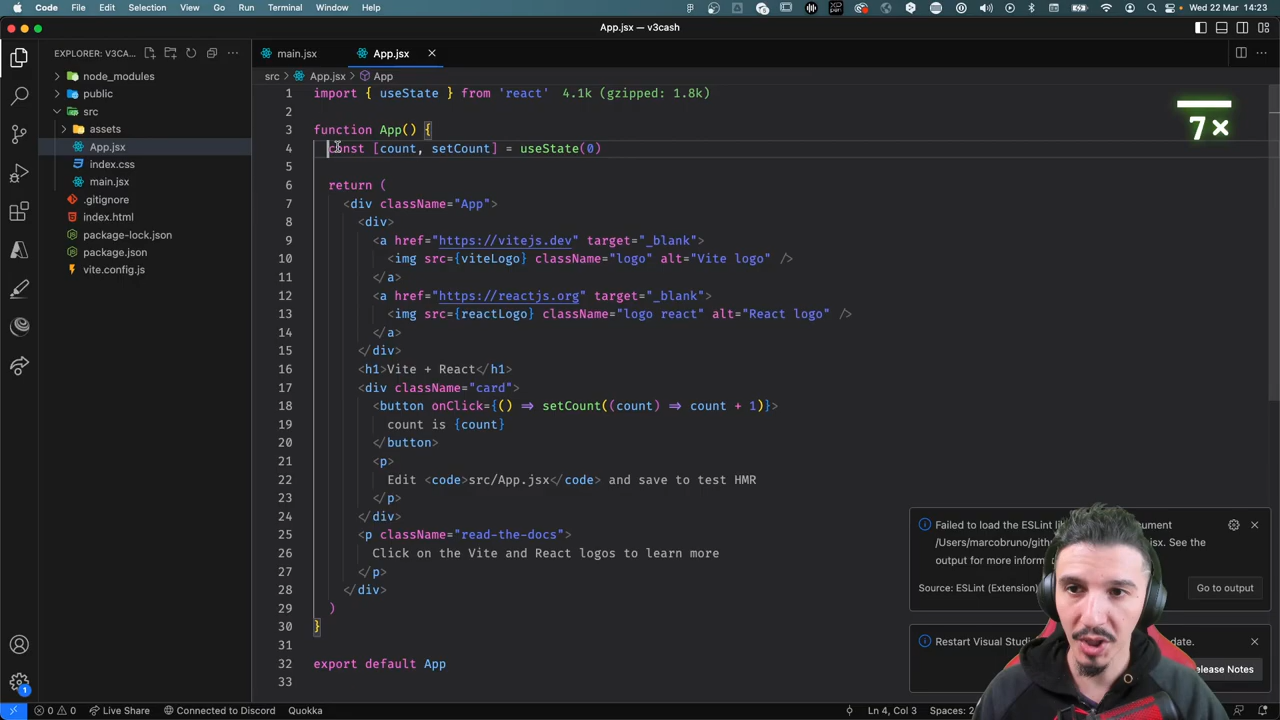 Code File Edit Selection View Go Run Terminal Window Help
Wed 22 Mar 14:23
App.jsx — v3cash
EXPLORER: V3CASH
main.jsx
App.jsx
src > App.jsx > App
node_modules
public
src
assets
App.jsx
index.css
main.jsx
.gitignore
index.html
package-lock.json
package.json
vite.config.js
7×
1 import { useState } from 'react' 4.1k (gzipped: 1.8k)
2
3 function App() {
4 const [count, setCount] = useState(0)
5
6 return (
7 <div className="App">
8 <div>
9 <a href="https://vitejs.dev" target="_blank">
10 <img src={viteLogo} className="logo" alt="Vite logo" />
11 </a>
12 <a href="https://reactjs.org" target="_blank">
13 <img src={reactLogo} className="logo react" alt="React logo" />
14 </a>
15 </div>
16 <h1>Vite + React</h1>
17 <div className="card">
18 <button onClick={() => setCount((count) => count + 1)}>
19 count is {count}
20 </button>
21 <p>
22 Edit <code>src/App.jsx</code> and save to test HMR
23 </p>
24 </div>
25 <p className="read-the-docs">
26 Click on the Vite and React logos to learn more
27 </p>
28 </div>
29 )
30 }
31
32 export default App
33
Failed to load the ESLint
/Users/marcobruno/
output for more
See the
Source: ESLint (Extension)
Go to output
Restart Visual
Notes
1
0 0 Live Share Connected to Discord Quokka
Ln 4, Col 3 Spaces: 2